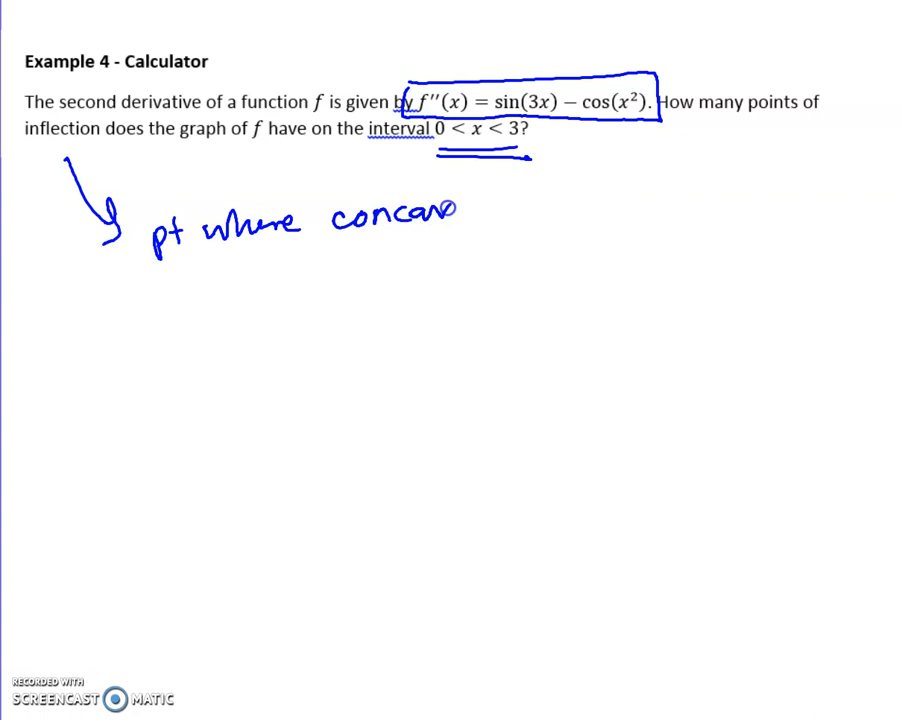 Example 4 - Calculator
The second derivative of a function f is given by f''(x) = sin(3x) − cos(x²). How many points of
inflection does the graph of f have on the interval 0 < x < 3?
pt where concav
RECORDED WITH
SCREENCAST MATIC